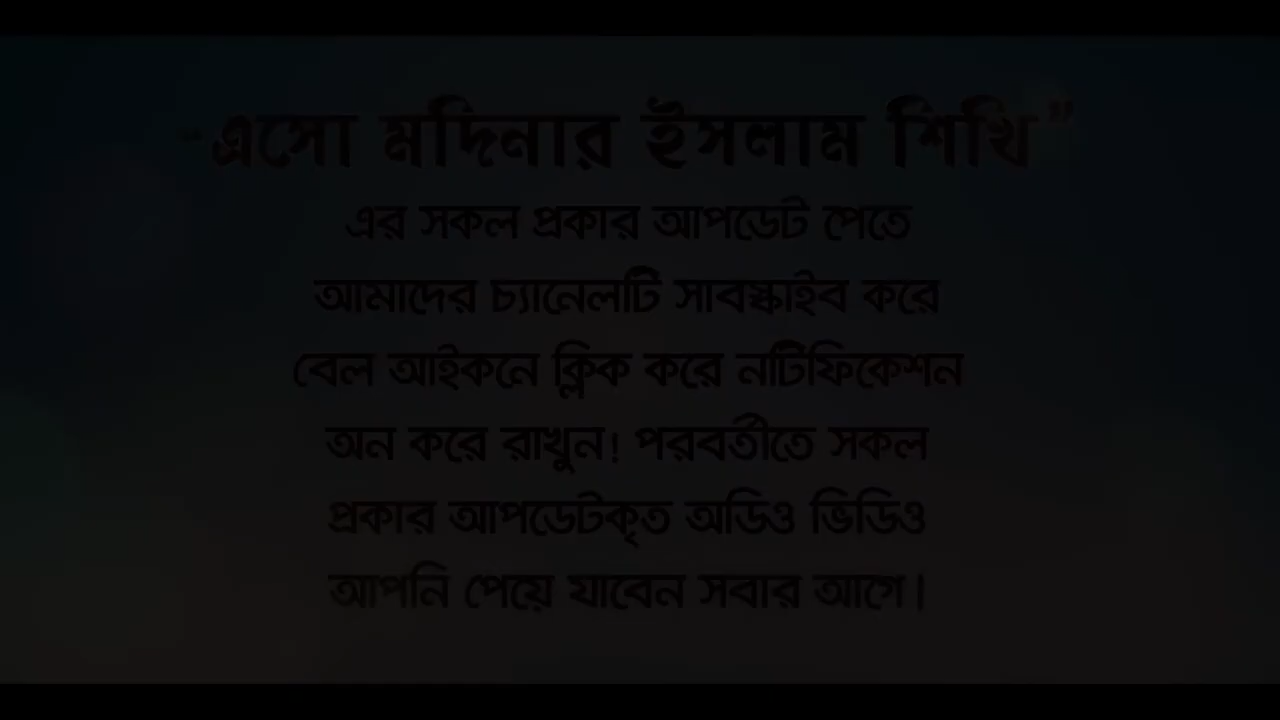 -এসো মদিনার ইসলাম শিখি”
এর সকল প্রকার আপডেট পেতে
আমাদের চ্যানেলটি সাবস্ক্রাইব করে
বেল আইকনে ক্লিক করে নটিফিকেশন
অন করে রাখুন! পরবর্তীতে সকল
প্রকার আপডেটকৃত অডিও ভিডিও
আপনি পেয়ে যাবেন সবার আগে।